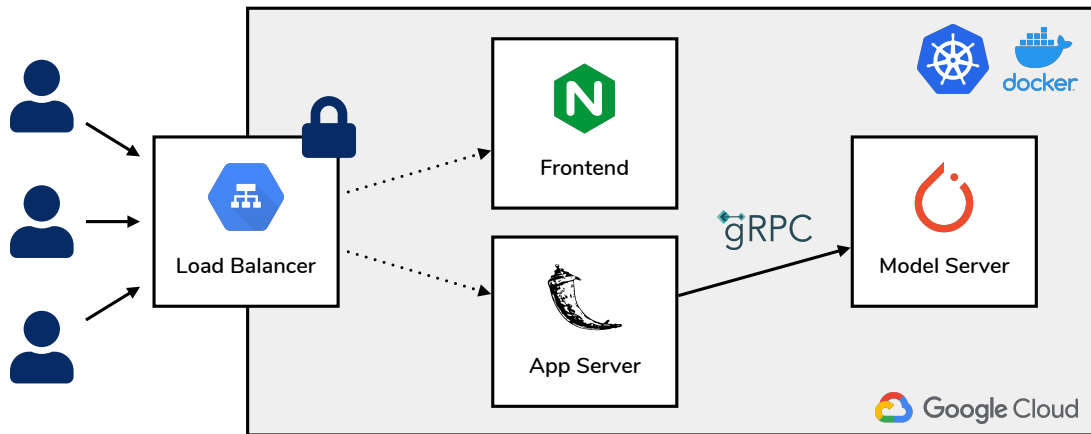 docker
Frontend
gRPC
Load Balancer
Model Server
App Server
Google Cloud